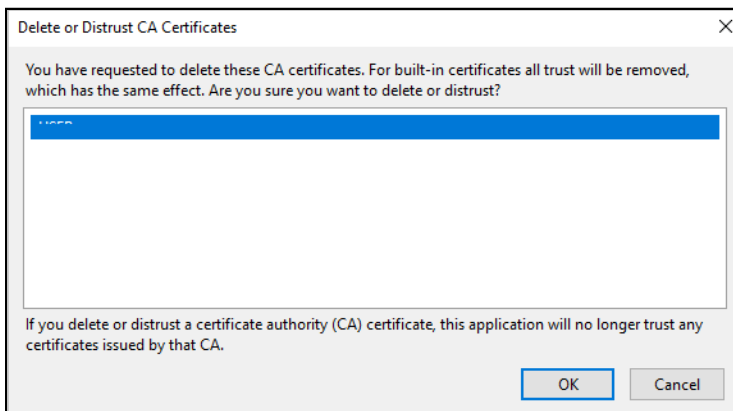 Delete or Distrust CA Certificates
You have requested to delete these CA certificates. For built-in certificates all trust will be removed,
which has the same effect. Are you sure you want to delete or distrust?
If you delete or distrust a certificate authority (CA) certificate, this application will no longer trust any
certificates issued by that CA.
OK
Cancel